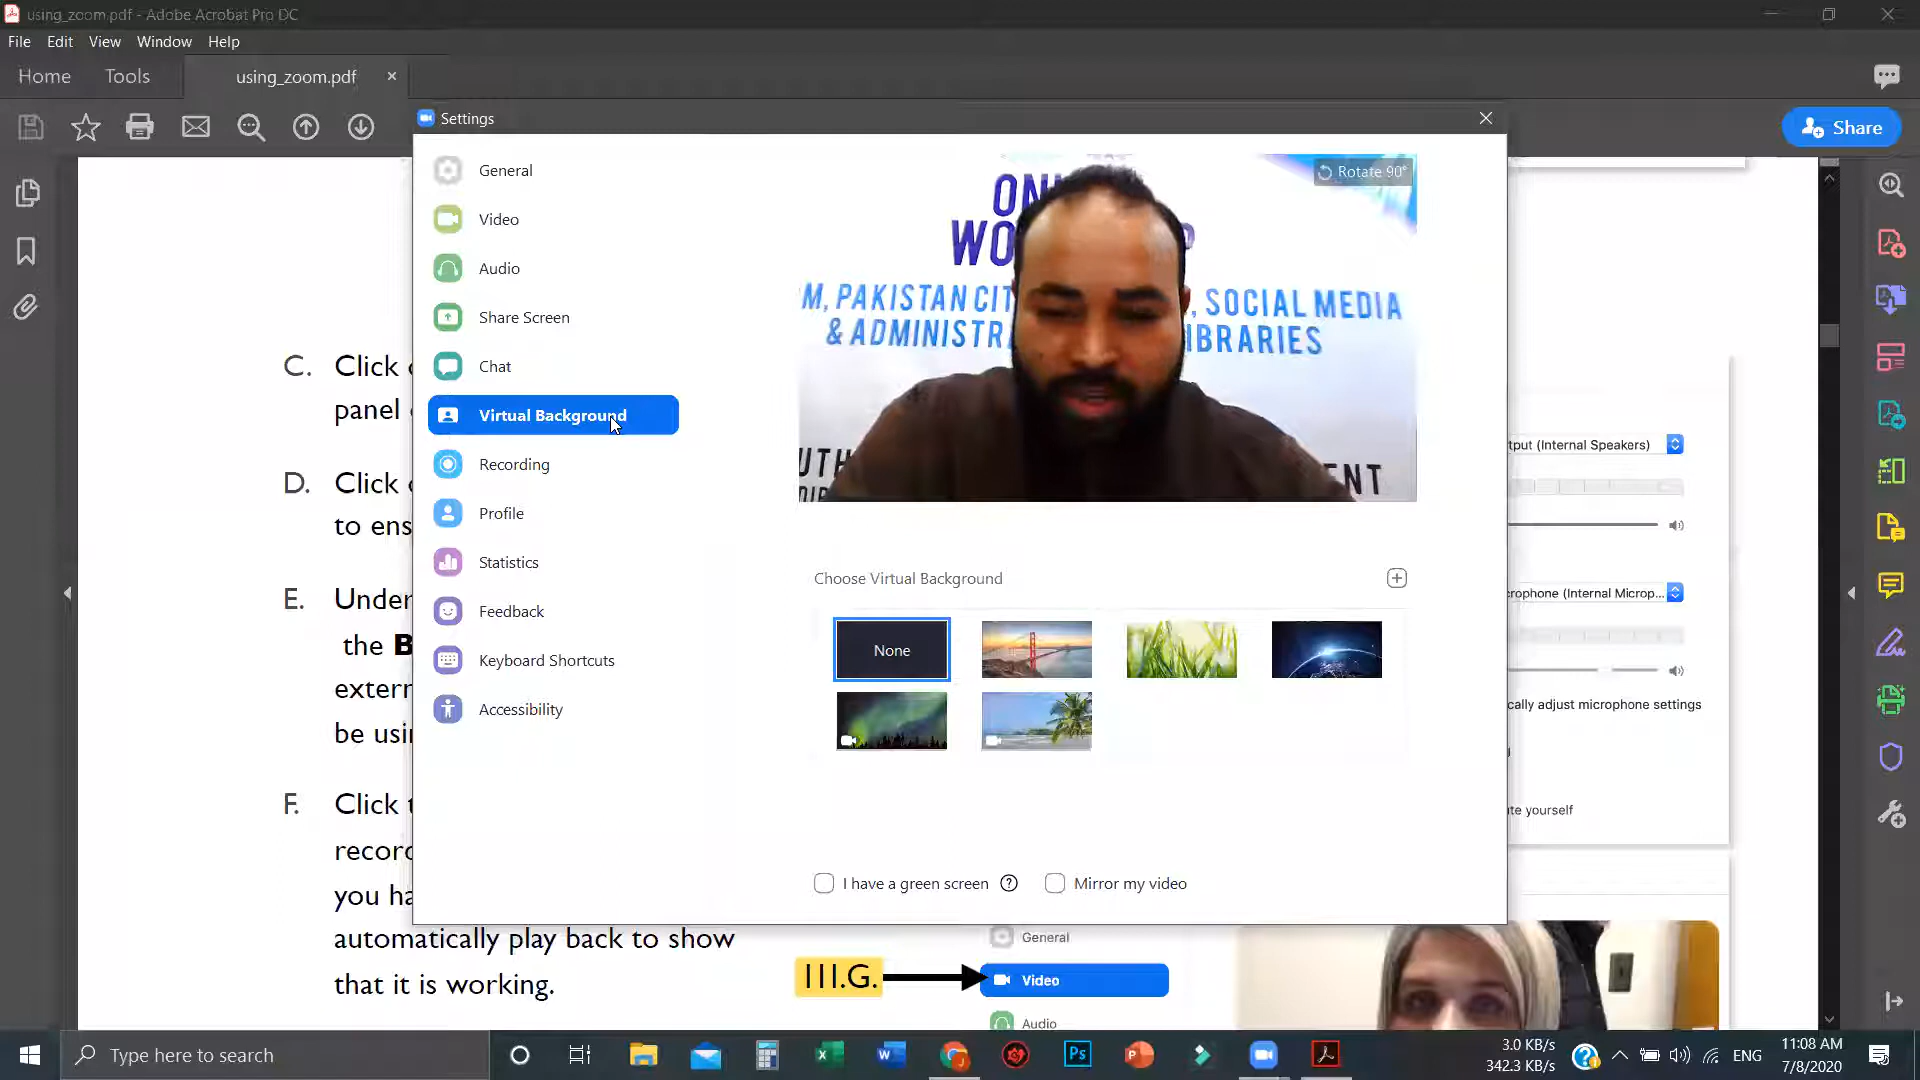 using_zoom.pdf - Adobe Acrobat Pro DC
File Edit View Window Help
Home Tools using_zoom.pdf
Share
Settings
General
Video
Audio
Share Screen
Chat
Virtual Background
Recording
Profile
Statistics
Feedback
Keyboard Shortcuts
Accessibility
Rotate 90°
M, PAKISTAN CIT , SOCIAL MEDIA
& ADMINISTRA IBRARIES
Choose Virtual Background
None
I have a green screen
Mirror my video
C. Click
panel
D. Click
to ens
E. Under
the B
extern
be usi
F. Click t
record
you ha
automatically play back to show
that it is working.
tput (Internal Speakers)
rophone (Internal Microp...
cally adjust microphone settings
te yourself
General
III.G.
Video
Audio
Type here to search
3.0 KB/s
342.3 KB/s
ENG
11:08 AM
7/8/2020